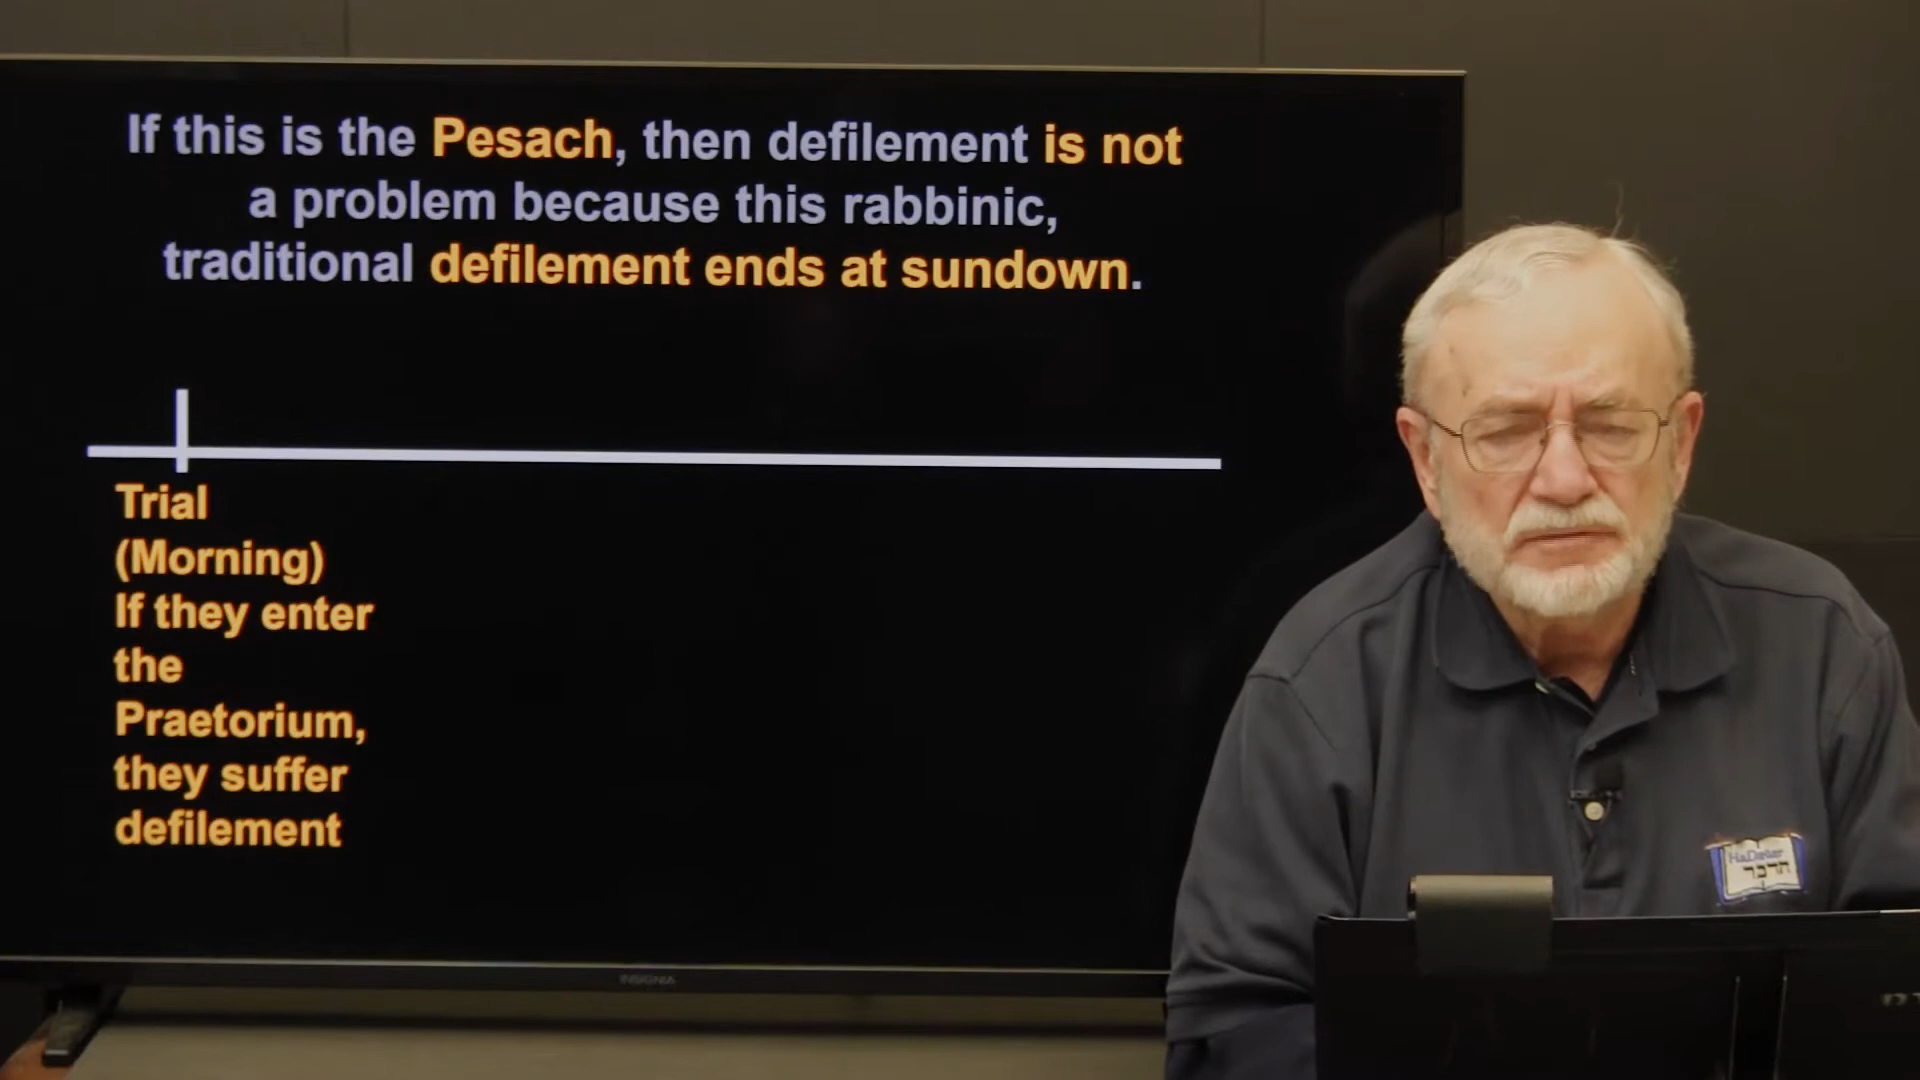 If this is the Pesach, then defilement is not
a problem because this rabbinic,
traditional defilement ends at sundown.
Trial
(Morning)
If they enter
the
Praetorium,
they suffer
defilement
INSIGNIA
HaDavar
הדבר